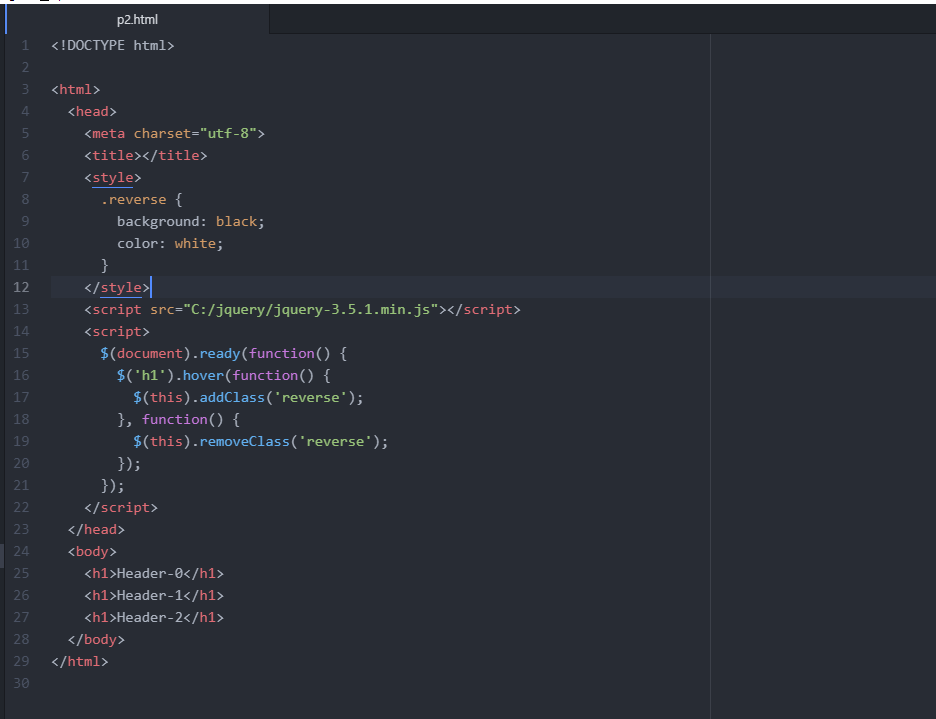 p2.html
1 <!DOCTYPE html>
2
3 <html>
4   <head>
5     <meta charset="utf-8">
6     <title></title>
7     <style>
8       .reverse {
9         background: black;
10         color: white;
11       }
12     </style>
13     <script src="C:/jquery/jquery-3.5.1.min.js"></script>
14     <script>
15       $(document).ready(function() {
16         $('h1').hover(function() {
17           $(this).addClass('reverse');
18         }, function() {
19           $(this).removeClass('reverse');
20         });
21       });
22     </script>
23   </head>
24   <body>
25     <h1>Header-0</h1>
26     <h1>Header-1</h1>
27     <h1>Header-2</h1>
28   </body>
29 </html>
30